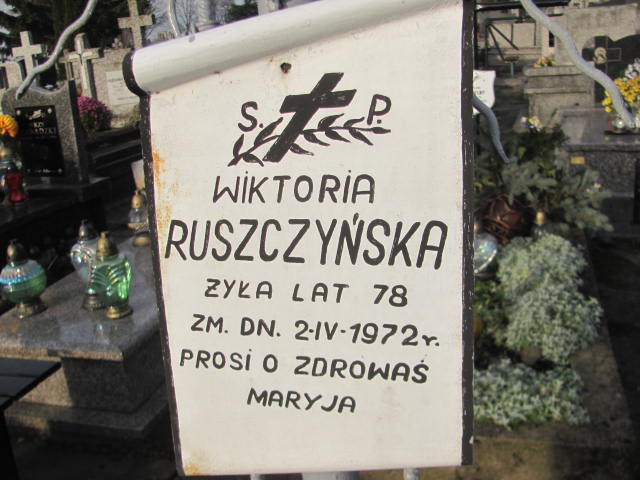 S. P.
WIKTORIA
RUSZCZYŃSKA
ŻYŁA LAT 78
ZM. DN. 2-IV-1972r.
PROSI O ZDROWAŚ
MARYJA